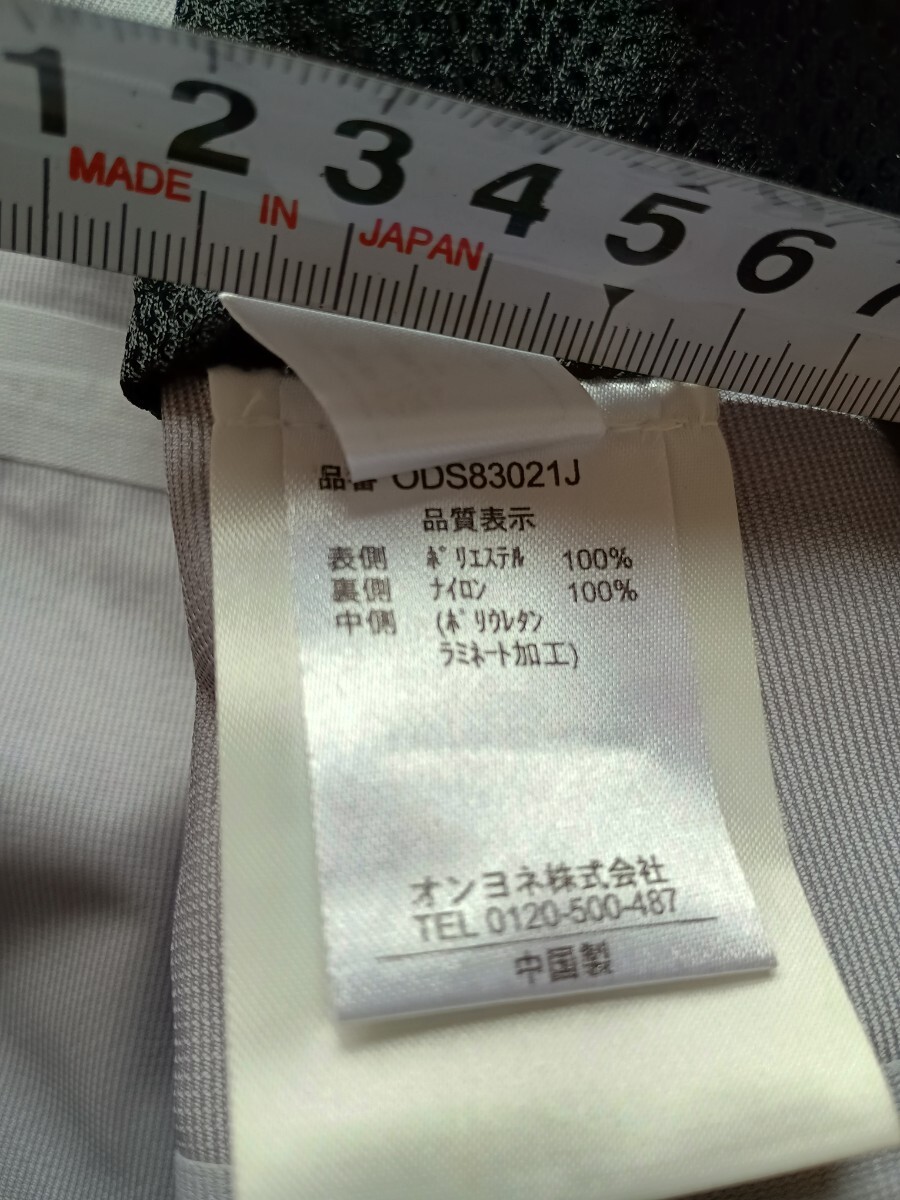 1 2 3 4 5 6 7
MADE IN JAPAN
品番 ODS83021J
品質表示
表側 ﾎﾟﾘｴｽﾃﾙ 100%
裏側 ﾅｲﾛﾝ 100%
中側 (ﾎﾟﾘｳﾚﾀﾝ
ﾗﾐﾈｰﾄ加工)
オンヨネ株式会社
TEL 0120-500-487
中国製